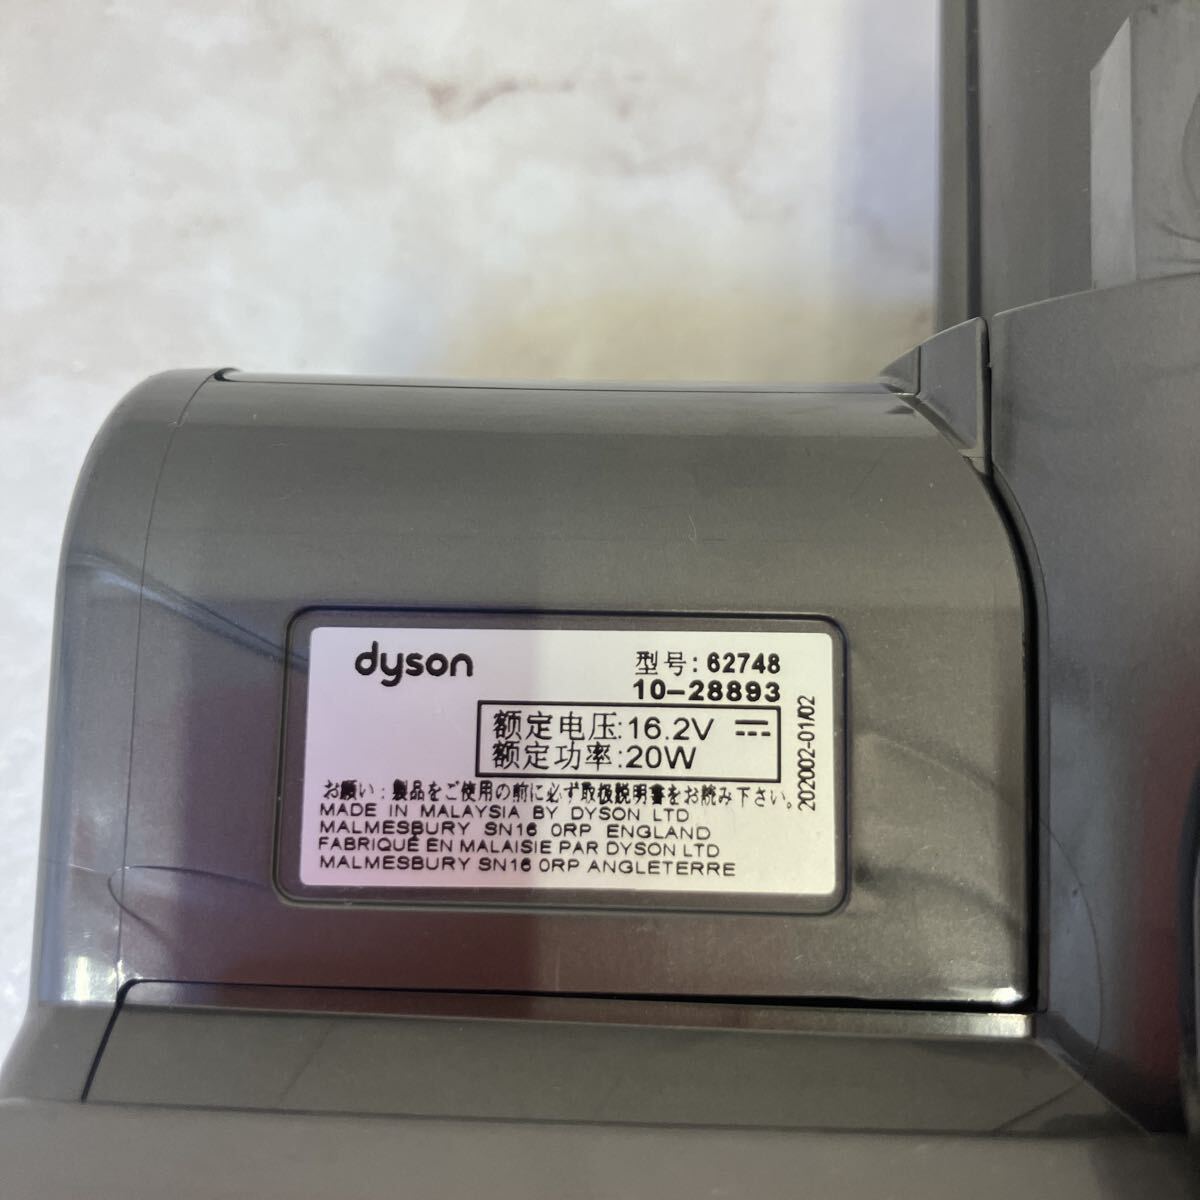 dyson
型号: 62748
10-28893
额定电压:16.2V
额定功率:20W
202002-01/02
お願い：製品をご使用の前に必ず取扱説明書をお読み下さい。
MADE IN MALAYSIA BY DYSON LTD
MALMESBURY SN16 0RP ENGLAND
FABRIQUÉ EN MALAISIE PAR DYSON LTD
MALMESBURY SN16 0RP ANGLETERRE